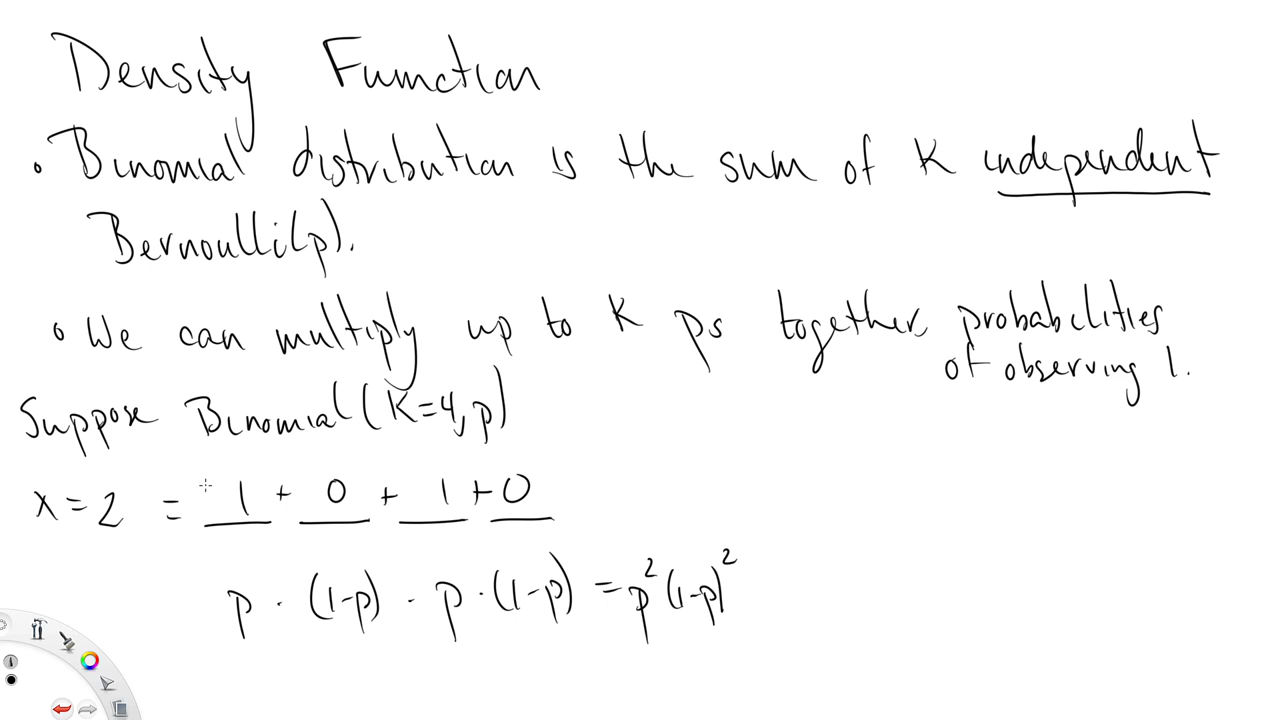 Density Function
• Binomial distribution is the sum of K independent
Bernoulli(p).
• We can multiply up to K ps together, probabilities
of observing 1.
Suppose Binomial(K=4, p)
x = 2 = 1 + 0 + 1 + 0
p · (1-p) · p · (1-p) = p²(1-p)²